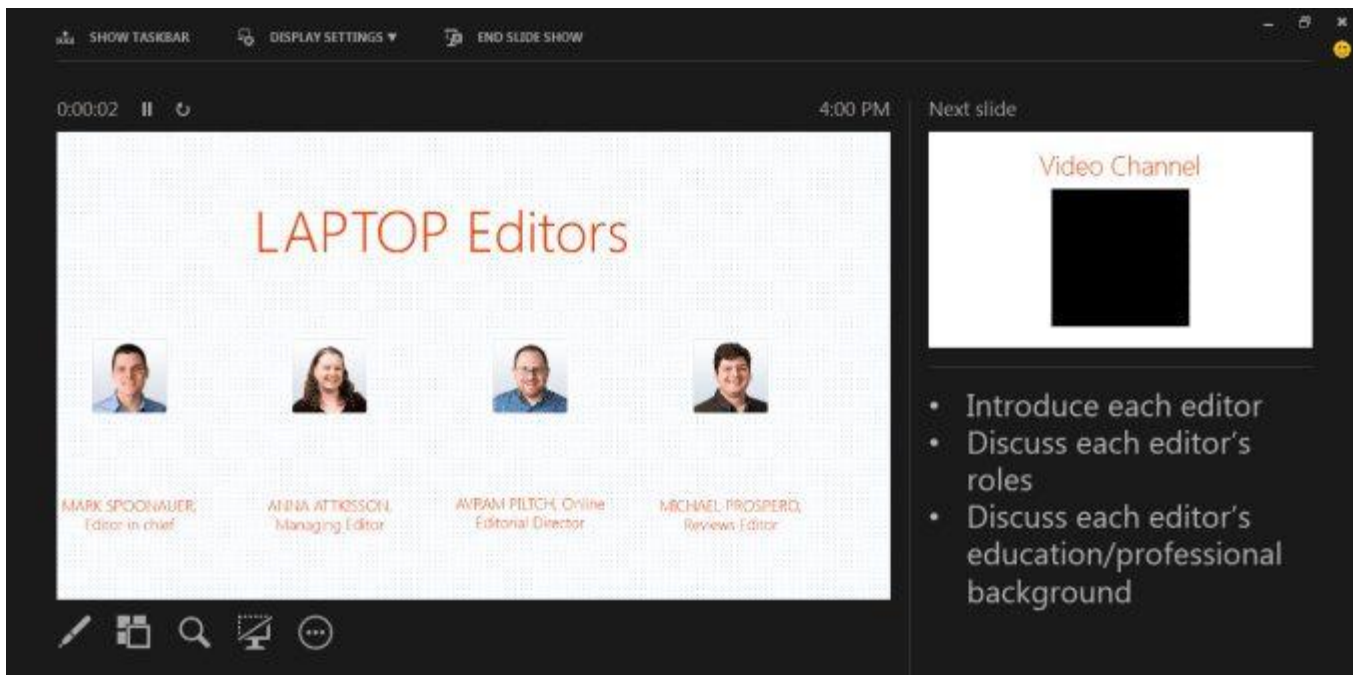 SHOW TASKBAR DISPLAY SETTINGS ▼ END SLIDE SHOW
0:00:02 4:00 PM
LAPTOP Editors
MARK SPOONAUER,
Editor in chief
ANNA ATTKISSON,
Managing Editor
AVRAM PILTCH, Online
Editorial Director
MICHAEL PROSPERO,
Reviews Editor
Next slide
Video Channel
• Introduce each editor
• Discuss each editor's
roles
• Discuss each editor's
education/professional
background